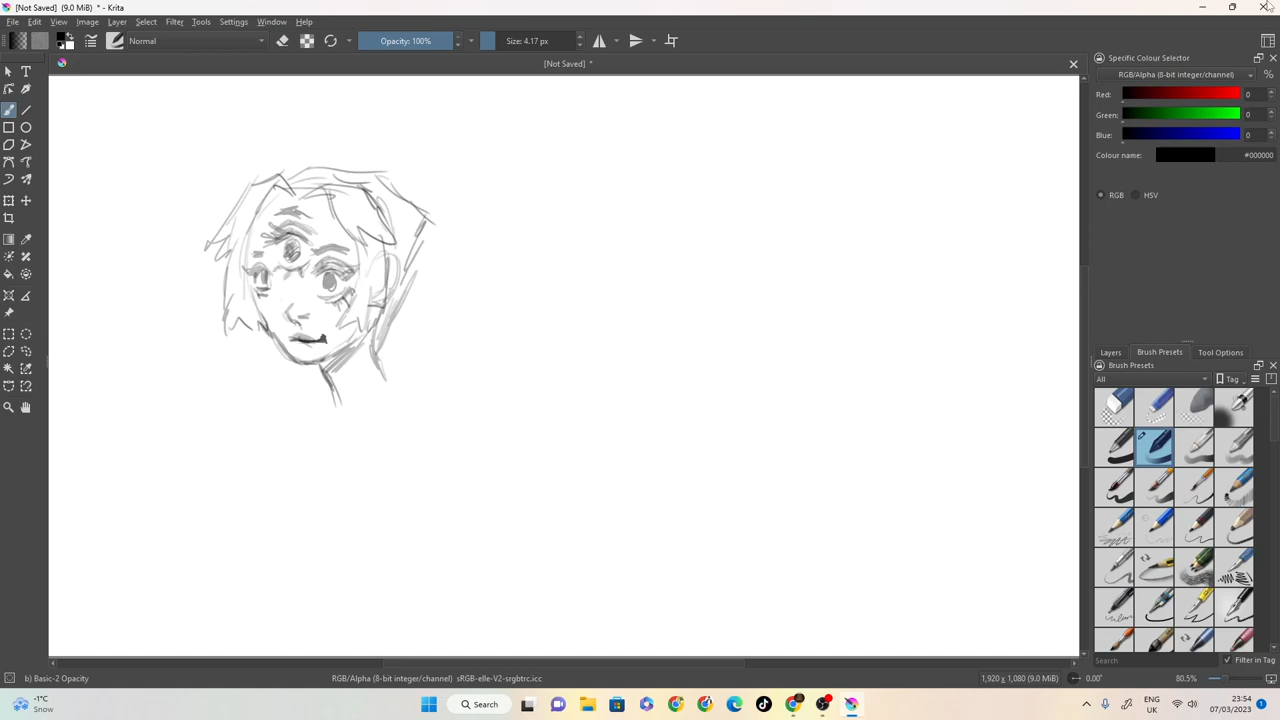 [Not Saved] (9.0 MiB) * - Krita
File Edit View Image Layer Select Filter Tools Settings Window Help
Normal Opacity: 100% Size: 4.17 px
[Not Saved] *
Specific Colour Selector
RGB/Alpha (8-bit integer/channel) %
Red: 0
Green: 0
Blue: 0
Colour name: #000000
RGB HSV
Layers Brush Presets Tool Options
Brush Presets
All Tag
Search Filter in Tag
b) Basic-2 Opacity RGB/Alpha (8-bit integer/channel) sRGB-elle-V2-srgbtrc.icc 1,920 x 1,080 (9.0 MiB) 0.00° 80.5%
-1°C
Snow
Search
ENG
UK
23:54
07/03/2023
1